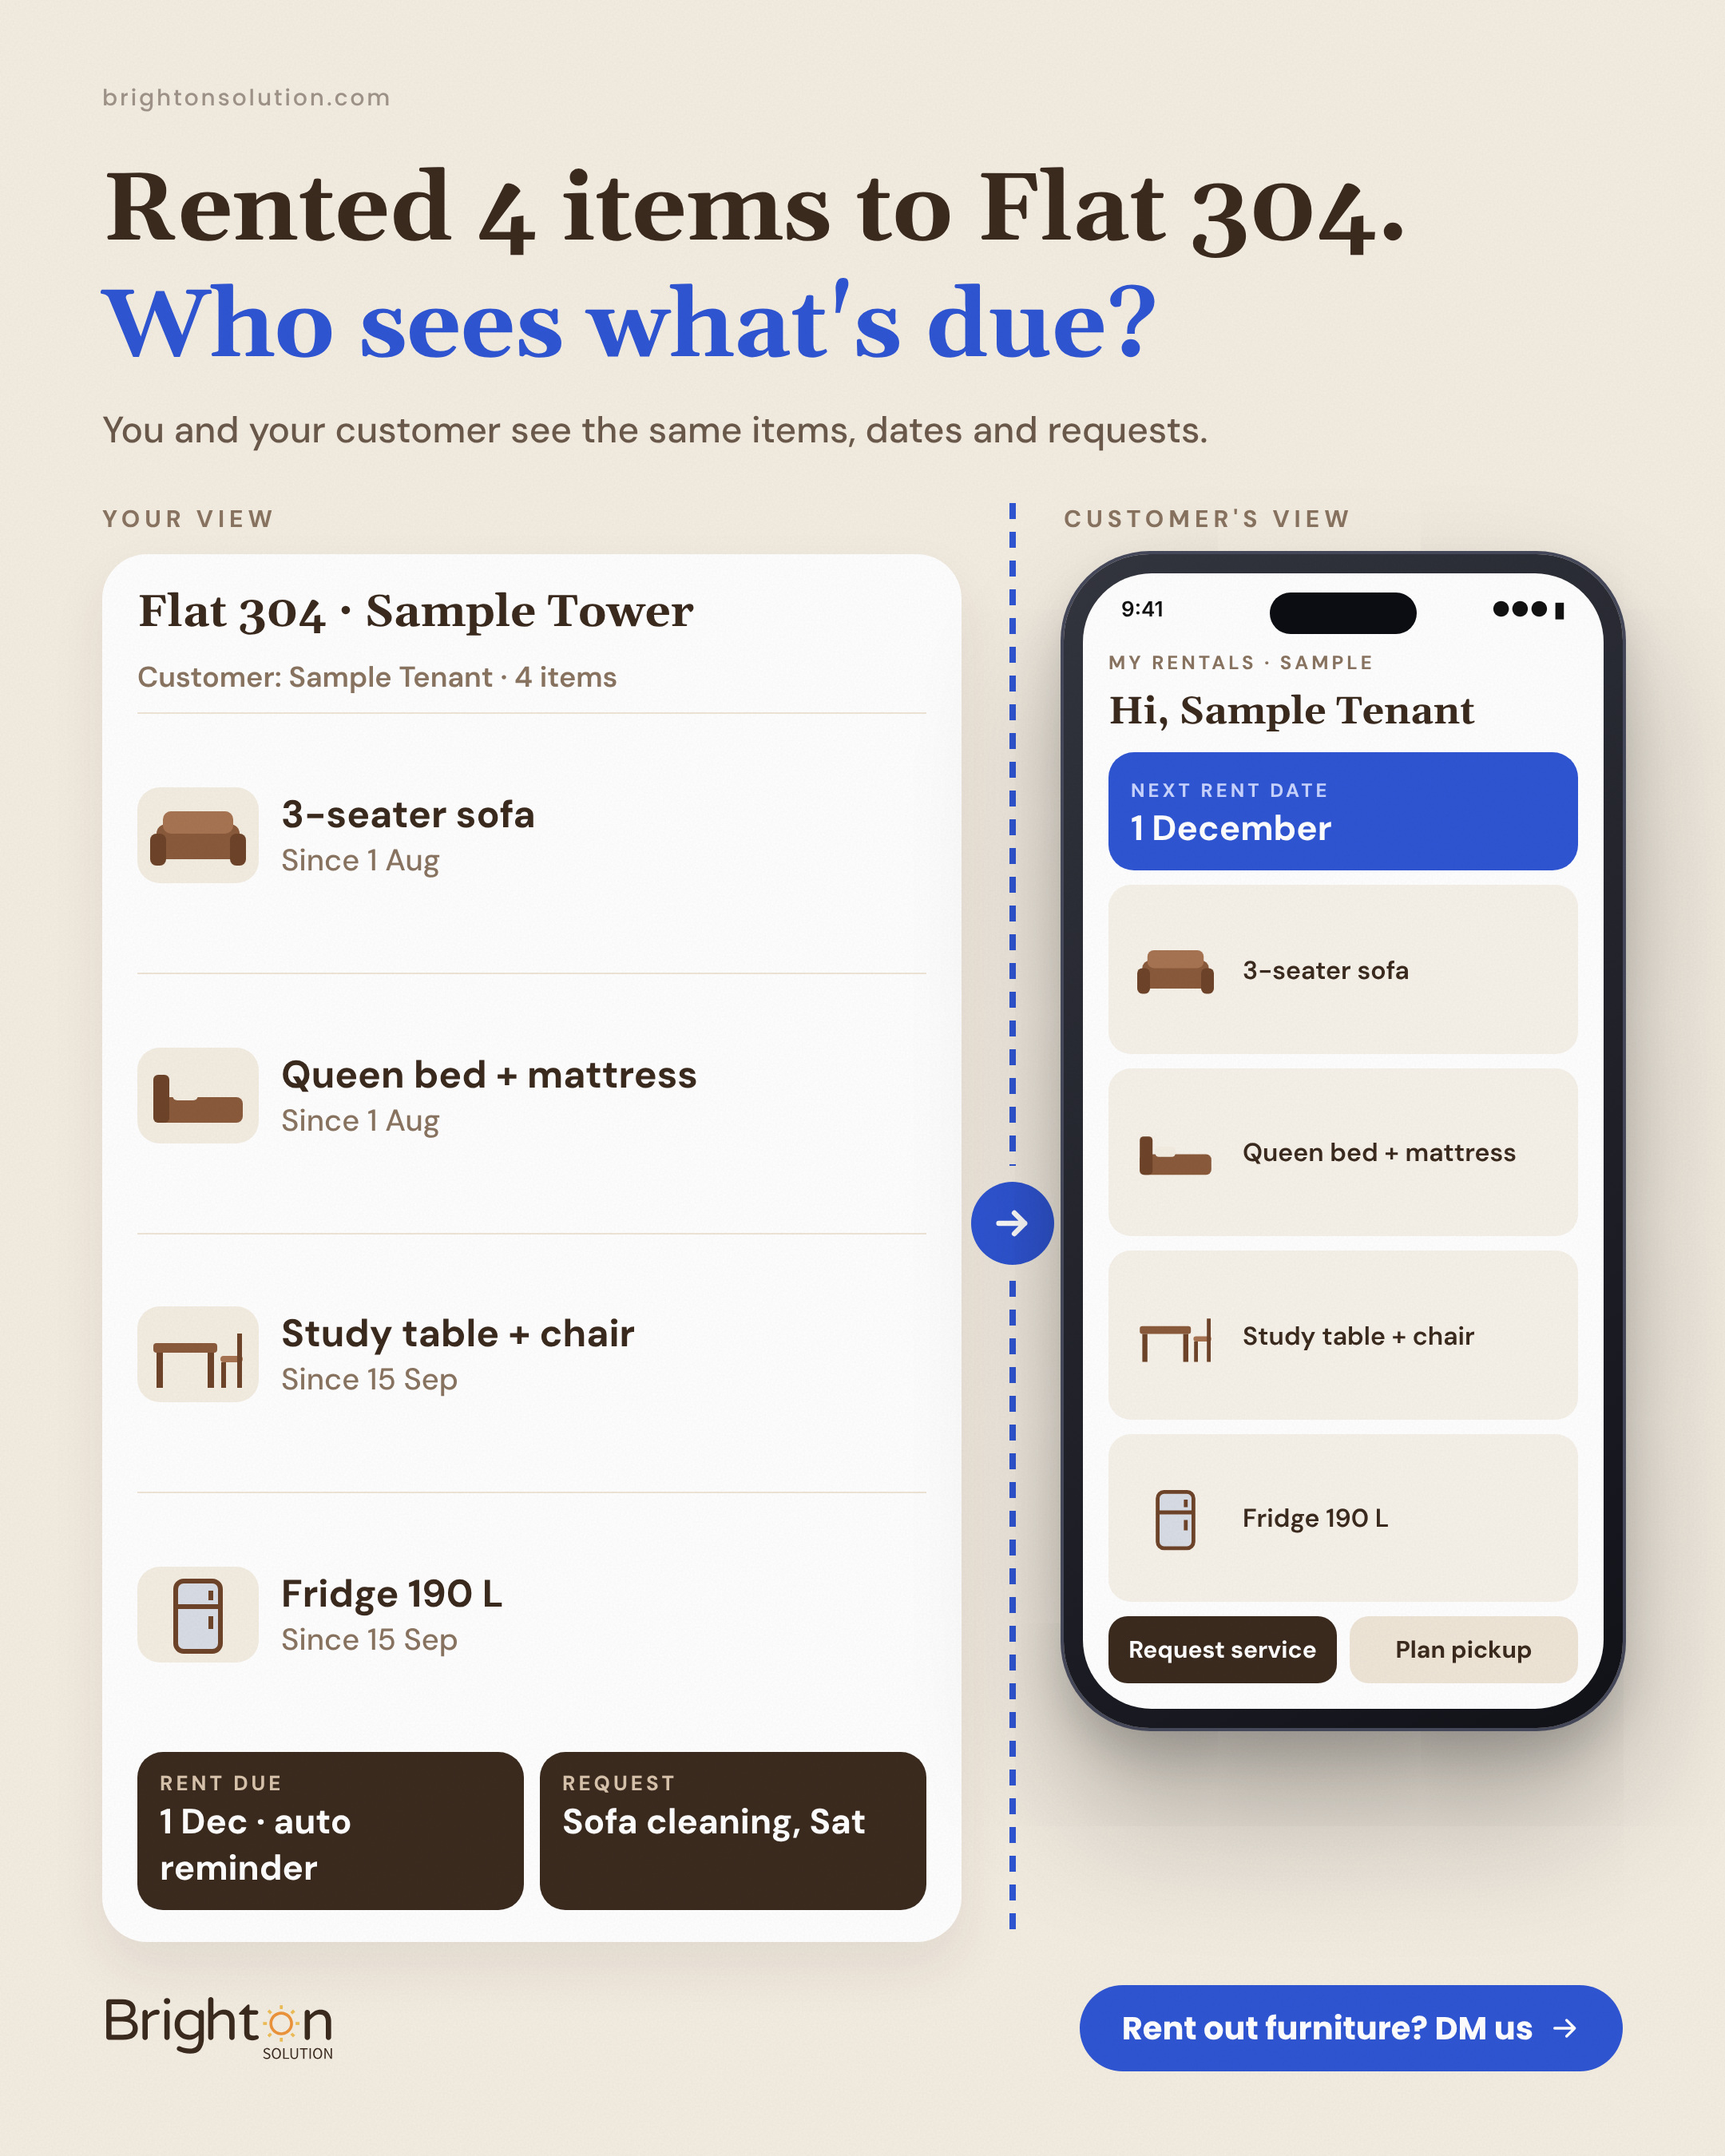 brightonsolution.com
Rented 4 items to Flat 304.
Who sees what's due?
You and your customer see the same items, dates and requests.
YOUR VIEW
Flat 304 · Sample Tower
Customer: Sample Tenant · 4 items
3-seater sofa
Since 1 Aug
Queen bed + mattress
Since 1 Aug
Study table + chair
Since 15 Sep
Fridge 190 L
Since 15 Sep
RENT DUE
1 Dec · auto
reminder
REQUEST
Sofa cleaning, Sat
CUSTOMER'S VIEW
9:41
MY RENTALS · SAMPLE
Hi, Sample Tenant
NEXT RENT DATE
1 December
3-seater sofa
Queen bed + mattress
Study table + chair
Fridge 190 L
Request service
Plan pickup
Brighton
SOLUTION
Rent out furniture? DM us →